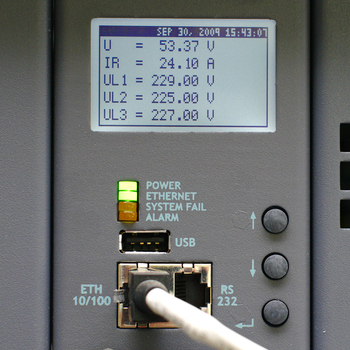 SEP 30, 2009 15:43:07
U = 53.37 V
IR = 24.10 A
UL1 = 229.00 V
UL2 = 225.00 V
UL3 = 227.00 V
POWER
ETHERNET
SYSTEM FAIL
ALARM
USB
ETH
10/100
RS
232